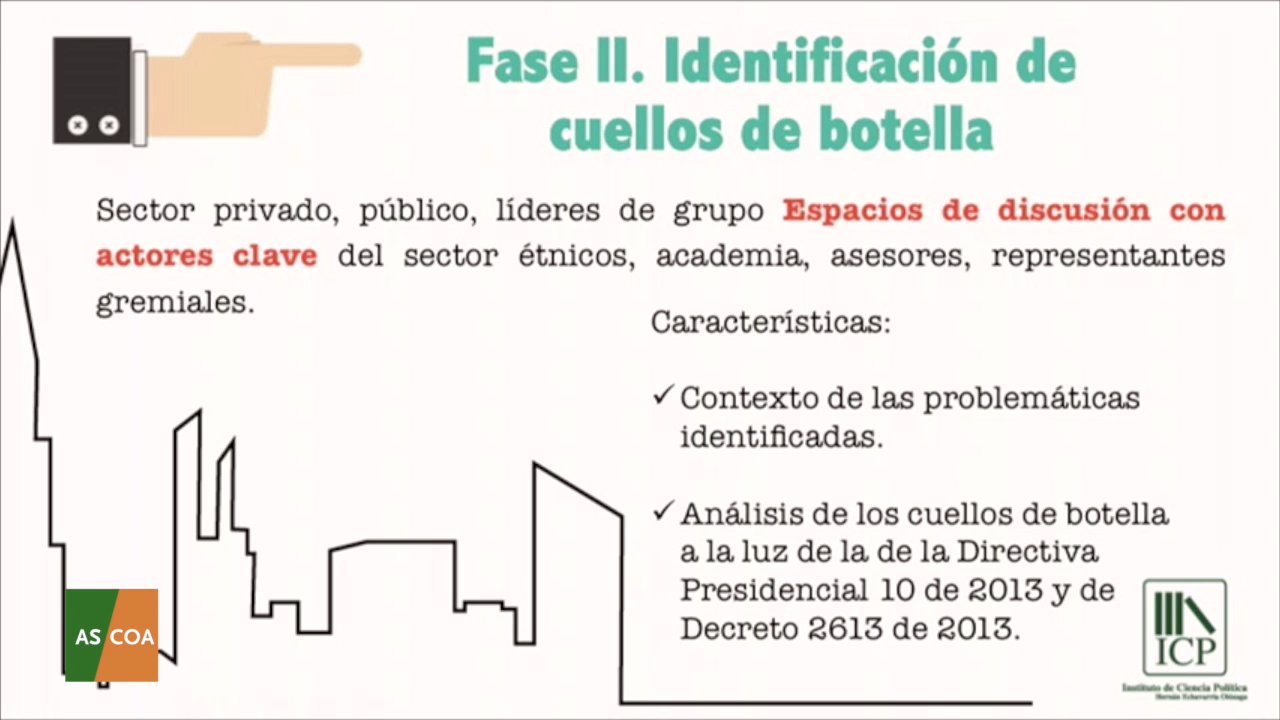 Fase II. Identificación de
cuellos de botella
Sector privado, público, líderes de grupo Espacios de discusión con
actores clave del sector étnicos, academia, asesores, representantes
gremiales.
Características:
✓ Contexto de las problemáticas
identificadas.
✓ Análisis de los cuellos de botella
a la luz de la de la Directiva
Presidencial 10 de 2013 y de
Decreto 2613 de 2013.
AS COA
ICP
Instituto de Ciencia Política
Hernán Echavarría Olózaga